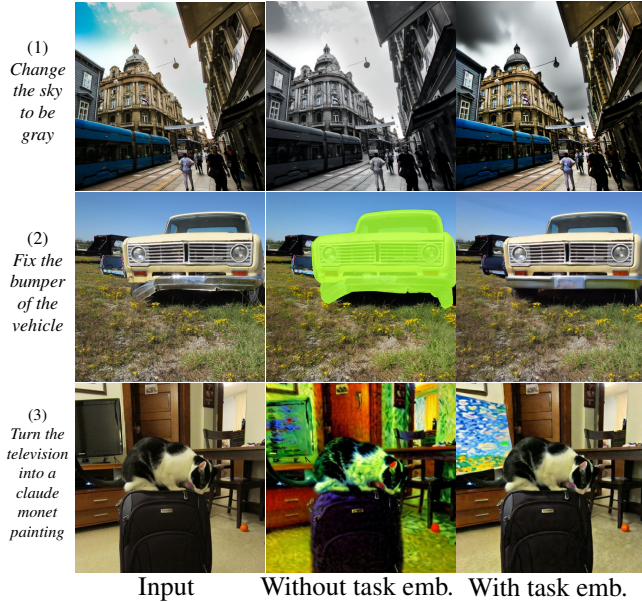 (1)
Change
the sky
to be
gray
(2)
Fix the
bumper
of the
vehicle
(3)
Turn the
television
into a
claude
monet
painting
Input
Without task emb.
With task emb.